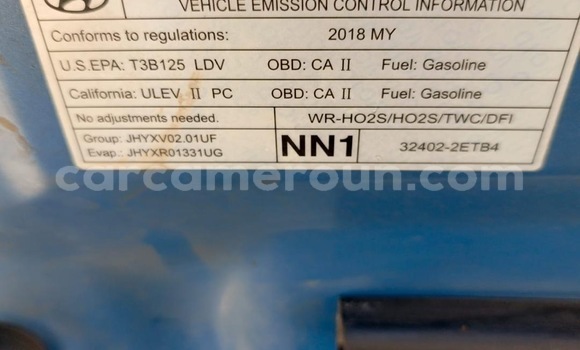 VEHICLE EMISSION CONTROL INFORMATION
Conforms to regulations: 2018 MY
U.S.EPA: T3B125 LDV OBD: CA II Fuel: Gasoline
California: ULEV II PC OBD: CA II Fuel: Gasoline
No adjustments needed. WR-HO2S/HO2S/TWC/DFI
Group: JHYXV02.01UF
Evap.: JHYXR01331UG
NN1 32402-2ETB4
carcameroun.com